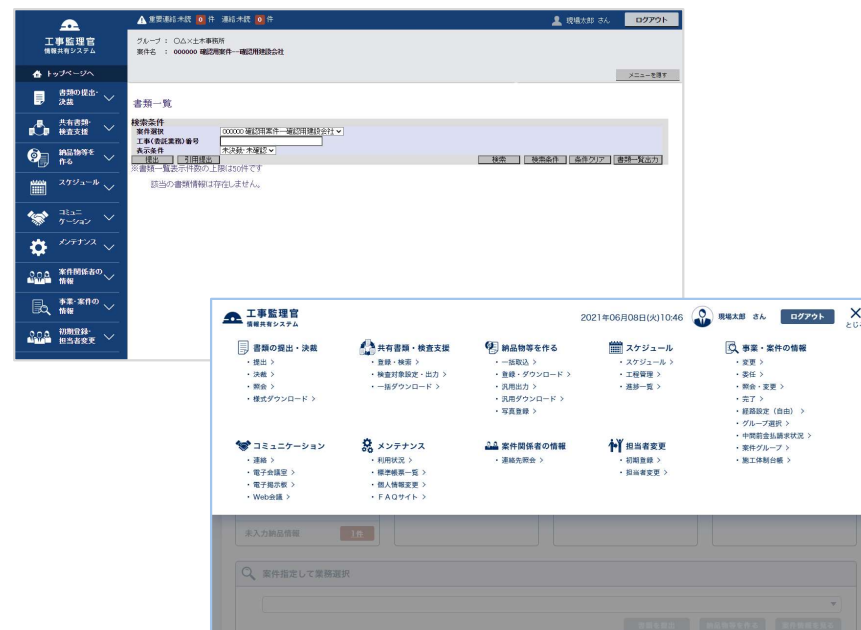 工事監理官
情報共有システム
トップページへ
書類の提出・
決裁
共有書類・
検査支援
納品物等を
作る
スケジュール
コミュニ
ケーション
メンテナンス
案件関係者の
情報
事業・案件の
情報
初期登録・
担当者変更
重要連絡未読 0 件 連絡未読 0 件
現場太郎 さん ログアウト
グループ : 〇△×土木事務所
案件名 : 000000 確認用案件―確認用建設会社
メニューを隠す
書類一覧
検索条件
案件選択 000000 確認用案件―確認用建設会社
工事(委託業務)番号
表示条件 未決裁・未確認
提出 引用提出 検索 検索条件 条件クリア 書類一覧出力
※書類一覧表示件数の上限は50件です
該当の書類情報は存在しません。
工事監理官
情報共有システム
2021年06月08日(火)10:46 現場太郎 さん ログアウト
とじ
書類の提出・決裁
・提出 >
・決裁 >
・照会 >
・様式ダウンロード >
共有書類・検査支援
・登録・検索 >
・検査対象設定・出力 >
・一括ダウンロード >
納品物等を作る
・一括取込 >
・登録・ダウンロード >
・汎用出力 >
・汎用ダウンロード >
・写真登録 >
スケジュール
・スケジュール >
・工程管理 >
・進捗一覧 >
事業・案件の情報
・変更 >
・委任 >
・照会・変更 >
・完了 >
・経路設定（自由） >
・グループ選択 >
・中間前金払請求状況 >
・案件グループ >
・施工体制台帳 >
コミュニケーション
・連絡 >
・電子会議室 >
・電子掲示板 >
・Web会議 >
メンテナンス
・利用状況 >
・標準帳票一覧 >
・個人情報変更 >
・ＦＡＱサイト >
案件関係者の情報
・連絡先照会 >
担当者変更
・初期登録 >
・担当者変更 >
未入力納品情報 1件
案件指定して業務選択